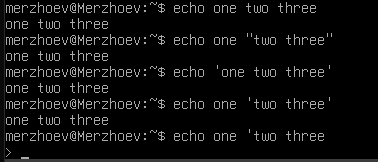 merzhoev@Merzhoev:~$ echo one two three
one two three
merzhoev@Merzhoev:~$ echo one "two three"
one two three
merzhoev@Merzhoev:~$ echo 'one two three'
one two three
merzhoev@Merzhoev:~$ echo one 'two three'
one two three
merzhoev@Merzhoev:~$ echo one 'two three
> _